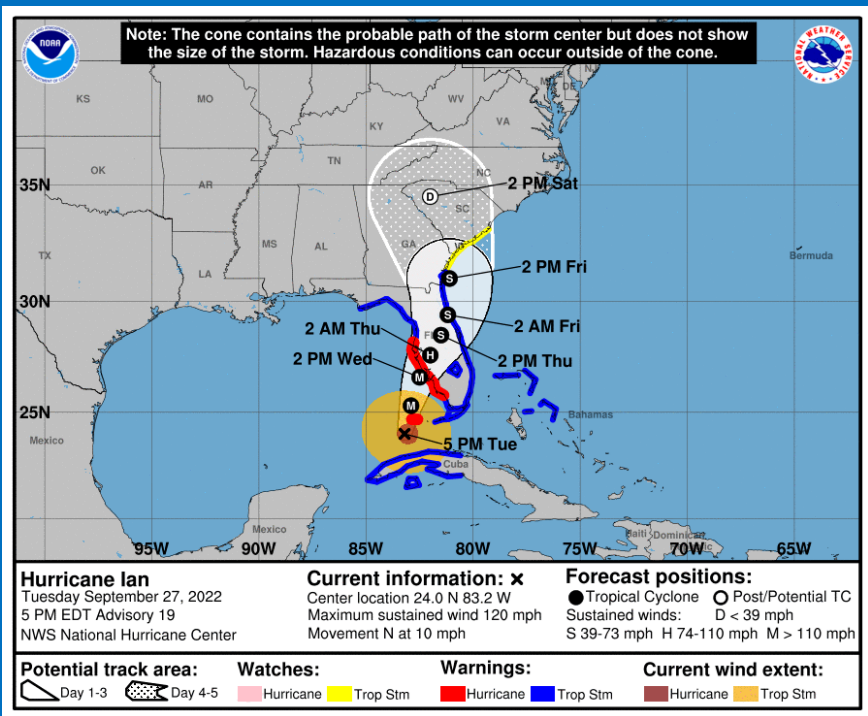 Note: The cone contains the probable path of the storm center but does not show
the size of the storm. Hazardous conditions can occur outside of the cone.
NOAA
NATIONAL WEATHER SERVICE
KS
MO
WV
DE
KY
VA
OK
TN
NC
35N
AR
2 PM Sat
SC
MS
AL
GA
TX
LA
Bermuda
2 PM Fri
30N
2 AM Thu
2 AM Fri
2 PM Wed
2 PM Thu
D
S
S
S
H
M
M
25N
Bahamas
Mexico
5 PM Tue
Cuba
Mexico
95W
90W
85W
80W
75W
70W
65W
Hurricane Ian
Tuesday September 27, 2022
5 PM EDT Advisory 19
NWS National Hurricane Center
Current information: ×
Center location 24.0 N 83.2 W
Maximum sustained wind 120 mph
Movement N at 10 mph
Forecast positions:
Tropical Cyclone Post/Potential TC
Sustained winds: D < 39 mph
S 39-73 mph H 74-110 mph M > 110 mph
Potential track area:
Day 1-3 Day 4-5
Watches:
Hurricane Trop Stm
Warnings:
Hurricane Trop Stm
Current wind extent:
Hurricane Trop Stm